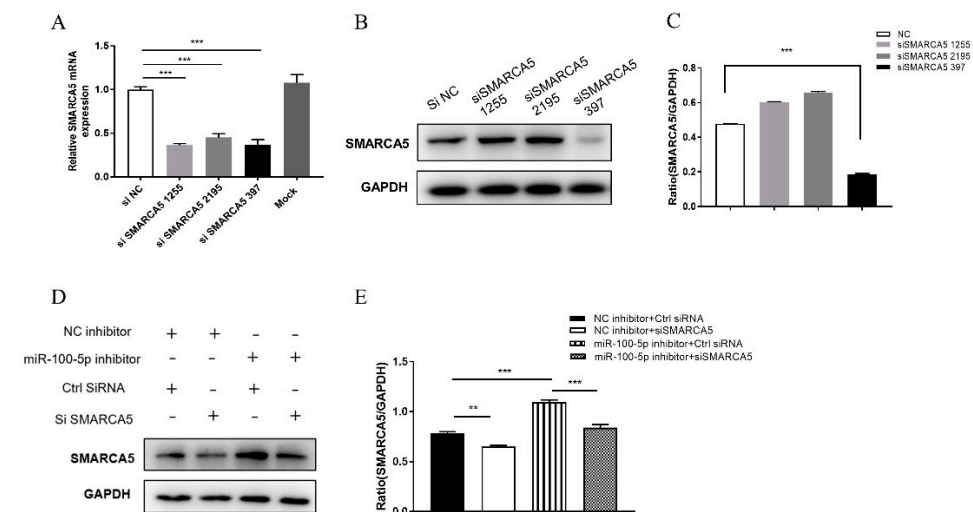 A
Relative SMARCA5 mRNA
expression
1.5
1.0
0.5
0.0
***
***
***
si NC
si SMARCA5 1255
si SMARCA5 2195
si SMARCA5 397
Mock
B
Si NC
siSMARCA5
1255
siSMARCA5
2195
siSMARCA5
397
SMARCA5
GAPDH
C
NC
siSMARCA5 1255
siSMARCA5 2195
siSMARCA5 397
Ratio(SMARCA5/GAPDH)
0.8
0.6
0.4
0.2
0.0
***
D
NC inhibitor + + - -
miR-100-5p inhibitor - - + +
Ctrl SiRNA + - + -
Si SMARCA5 - + - +
SMARCA5
GAPDH
E
NC inhibitor+Ctrl siRNA
NC inhibitor+siSMARCA5
miR-100-5p inhibitor+Ctrl siRNA
miR-100-5p inhibitor+siSMARCA5
Ratio(SMARCA5/GAPDH)
1.5
1.0
0.5
0.0
***
**
***